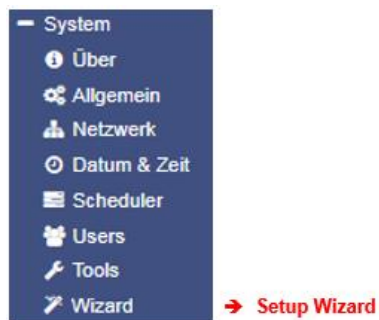 System
Über
Allgemein
Netzwerk
Datum & Zeit
Scheduler
Users
Tools
Wizard ➔ Setup Wizard